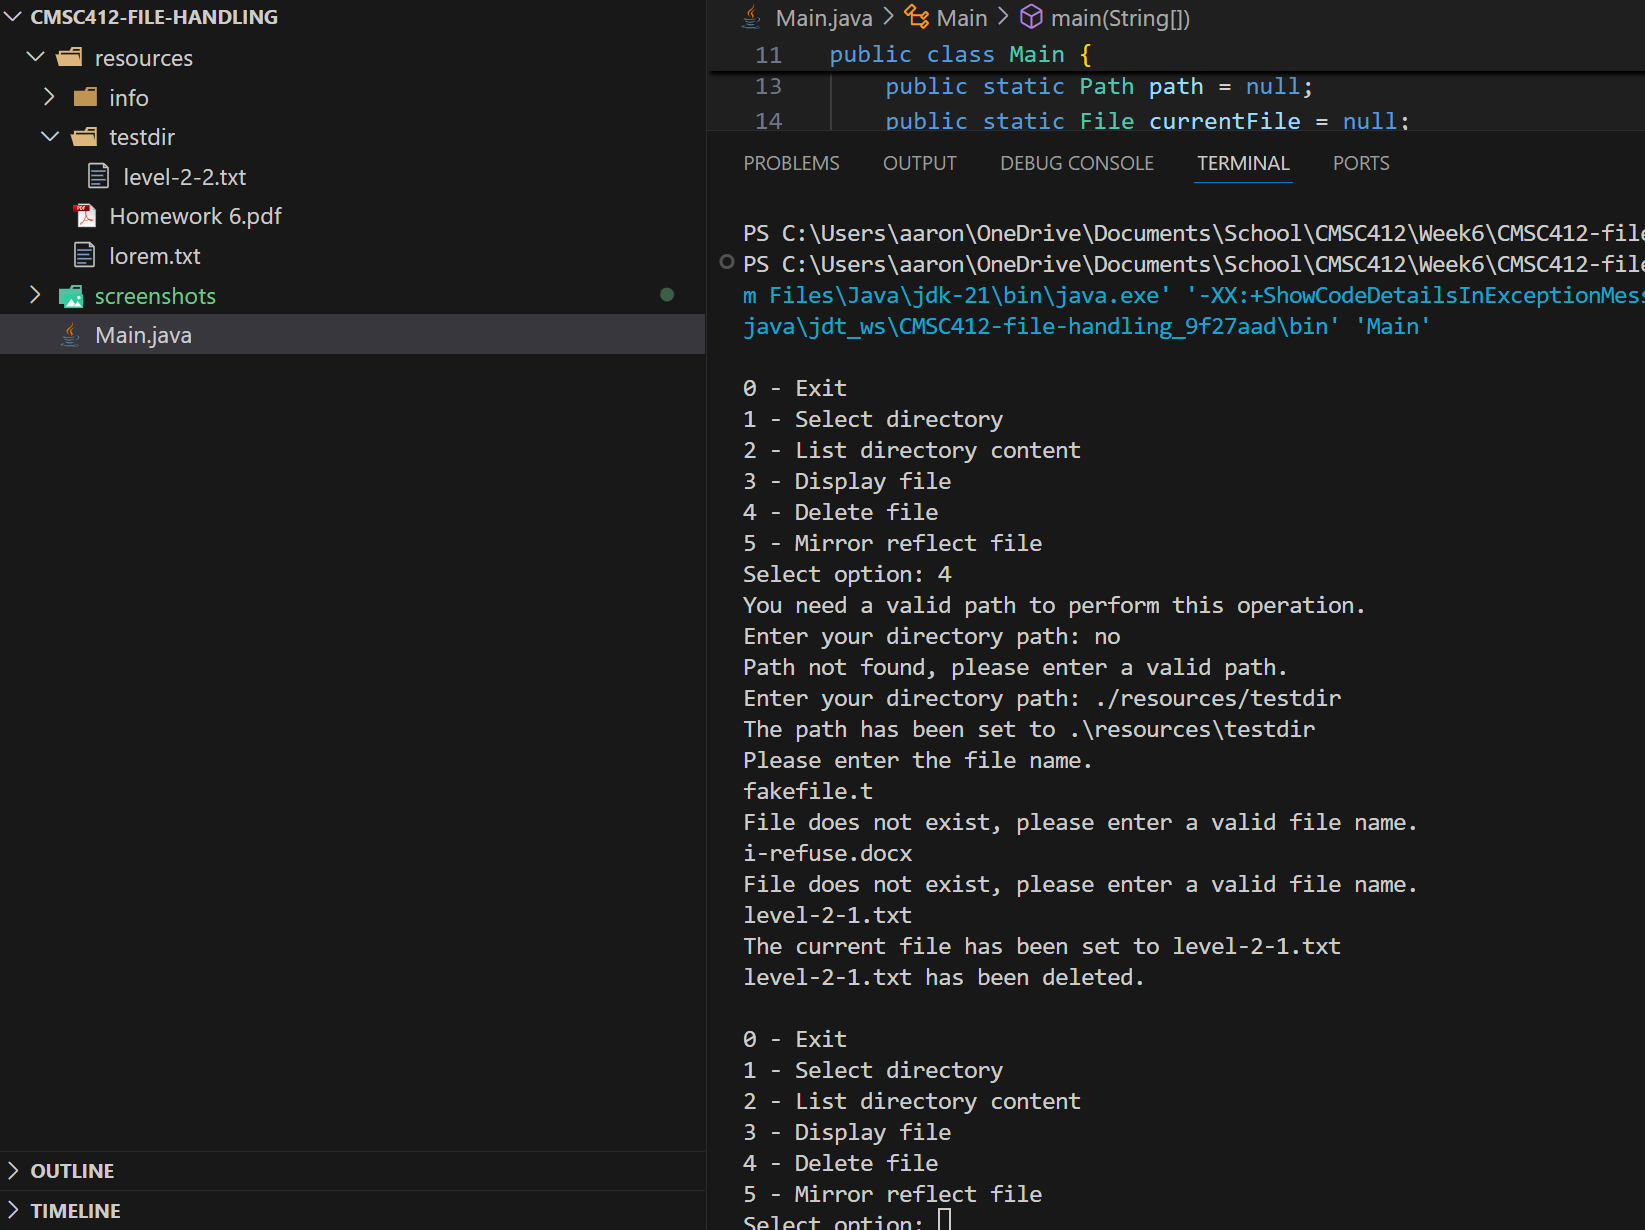 CMSC412-FILE-HANDLING
resources
info
testdir
level-2-2.txt
Homework 6.pdf
lorem.txt
screenshots
Main.java
OUTLINE
TIMELINE
Main.java > Main > main(String[])
11 public class Main {
13 public static Path path = null;
14 public static File currentFile = null;
PROBLEMS OUTPUT DEBUG CONSOLE TERMINAL PORTS
PS C:\Users\aaron\OneDrive\Documents\School\CMSC412\Week6\CMSC412-file
PS C:\Users\aaron\OneDrive\Documents\School\CMSC412\Week6\CMSC412-file
m Files\Java\jdk-21\bin\java.exe' '-XX:+ShowCodeDetailsInExceptionMess
java\jdt_ws\CMSC412-file-handling_9f27aad\bin' 'Main'
0 - Exit
1 - Select directory
2 - List directory content
3 - Display file
4 - Delete file
5 - Mirror reflect file
Select option: 4
You need a valid path to perform this operation.
Enter your directory path: no
Path not found, please enter a valid path.
Enter your directory path: ./resources/testdir
The path has been set to .\resources\testdir
Please enter the file name.
fakefile.t
File does not exist, please enter a valid file name.
i-refuse.docx
File does not exist, please enter a valid file name.
level-2-1.txt
The current file has been set to level-2-1.txt
level-2-1.txt has been deleted.
0 - Exit
1 - Select directory
2 - List directory content
3 - Display file
4 - Delete file
5 - Mirror reflect file
Select option: